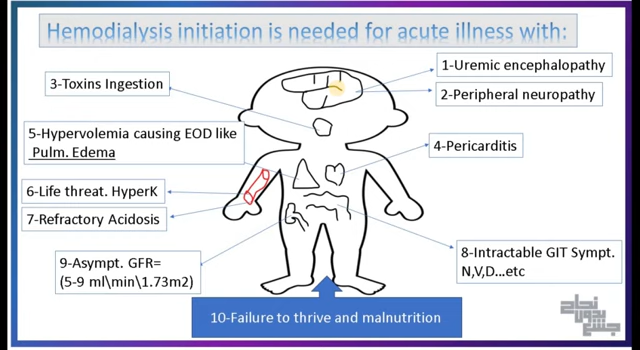 Hemodialysis initiation is needed for acute illness with:
1-Uremic encephalopathy
2-Peripheral neuropathy
3-Toxins Ingestion
4-Pericarditis
5-Hypervolemia causing EOD like
Pulm. Edema
6-Life threat. HyperK
7-Refractory Acidosis
8-Intractable GIT Sympt.
N,V,D...etc
9-Asympt. GFR=
(5-9 ml\min\1.73m2)
10-Failure to thrive and malnutrition